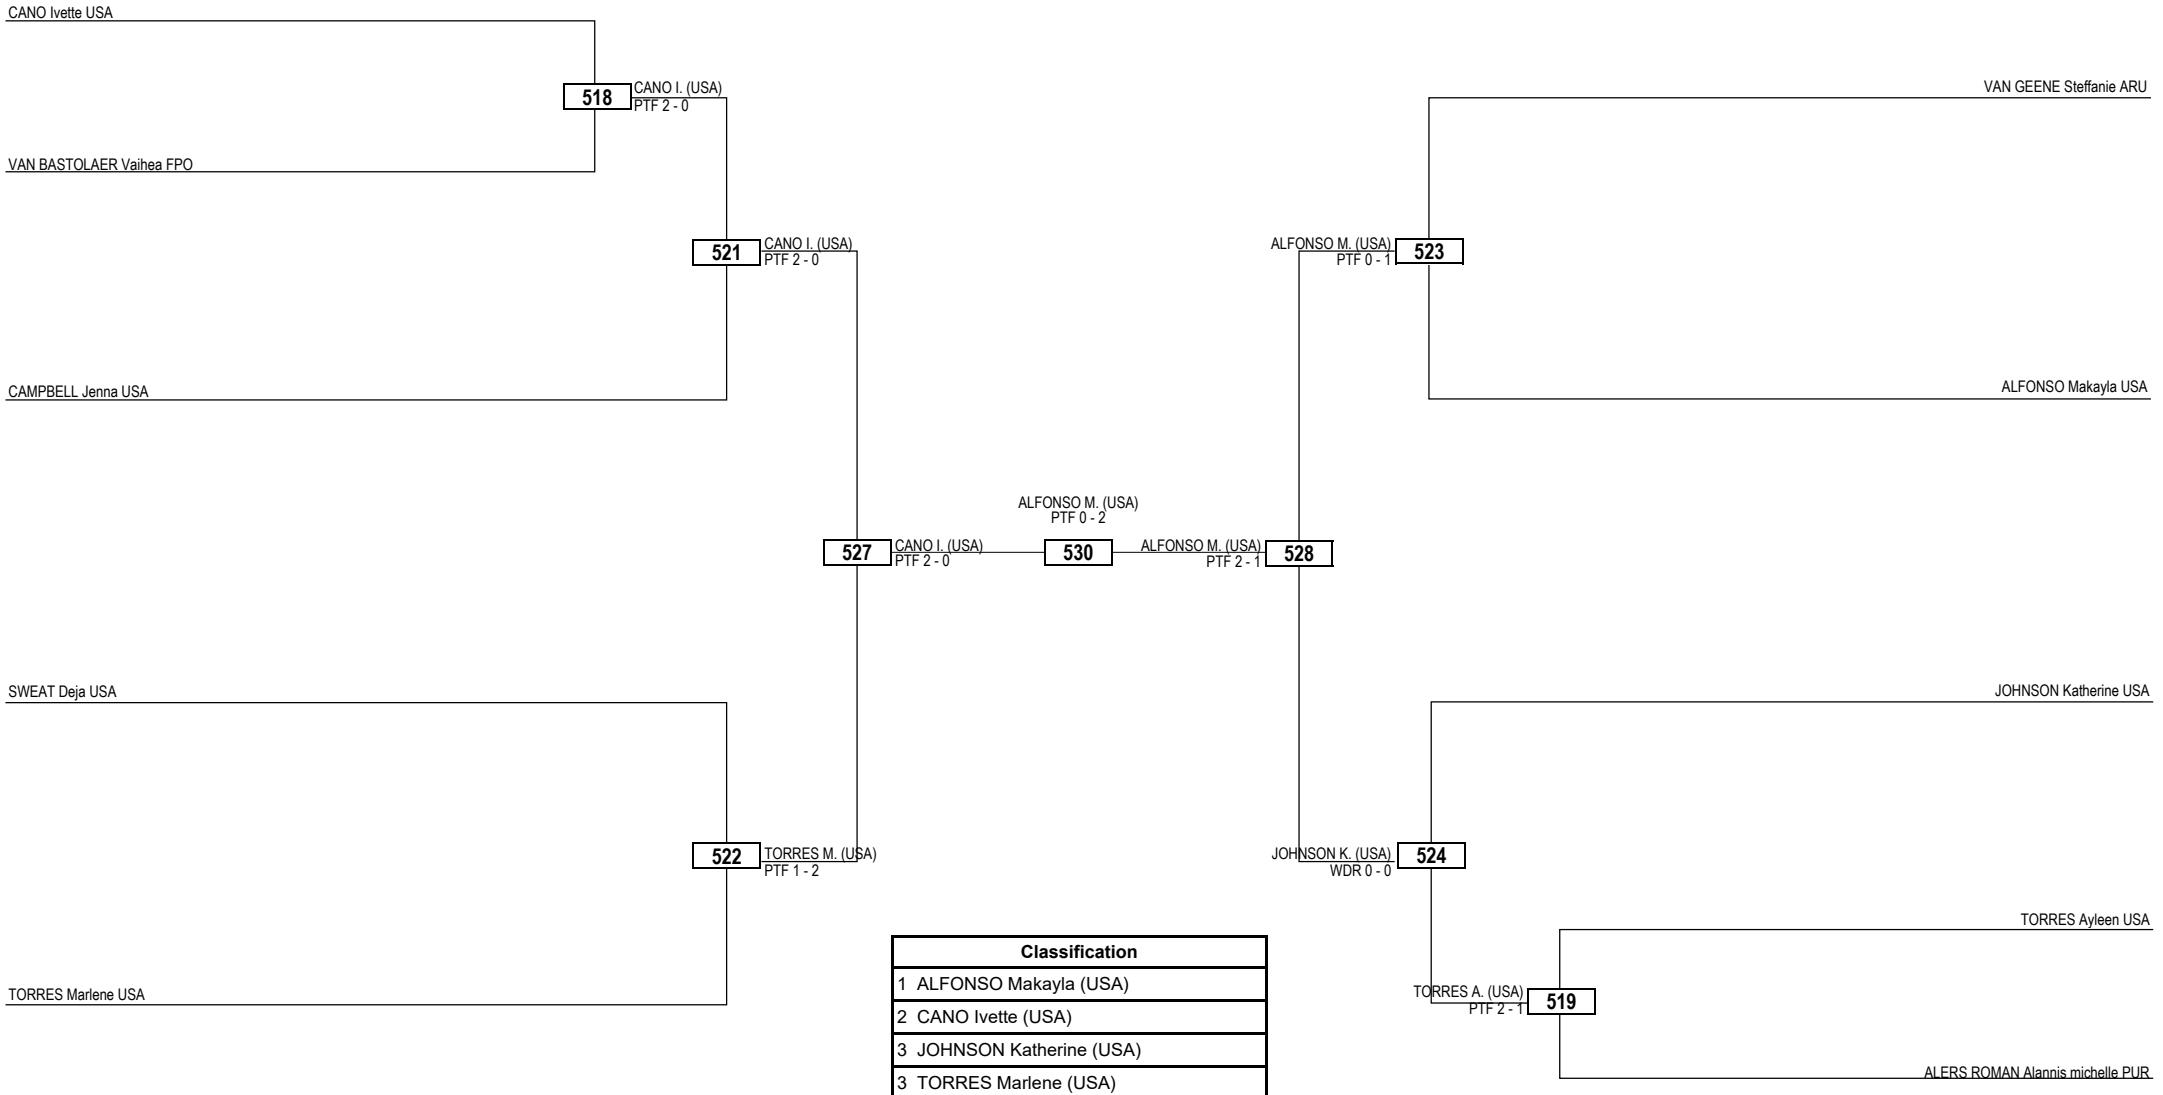 CANO Ivette USA
518
CANO I. (USA)
PTF 2 - 0
VAN BASTOLAER Vaihea FPO
521
CANO I. (USA)
PTF 2 - 0
CAMPBELL Jenna USA
527
CANO I. (USA)
PTF 2 - 0
SWEAT Deja USA
522
TORRES M. (USA)
PTF 1 - 2
TORRES Marlene USA
ALFONSO M. (USA)
PTF 0 - 2
530
VAN GEENE Steffanie ARU
ALFONSO M. (USA)
PTF 0 - 1
523
ALFONSO Makayla USA
ALFONSO M. (USA)
PTF 2 - 1
528
JOHNSON Katherine USA
JOHNSON K. (USA)
WDR 0 - 0
524
TORRES Ayleen USA
TORRES A. (USA)
PTF 2 - 1
519
ALERS ROMAN Alannis michelle PUR
Classification
1 ALFONSO Makayla (USA)
2 CANO Ivette (USA)
3 JOHNSON Katherine (USA)
3 TORRES Marlene (USA)